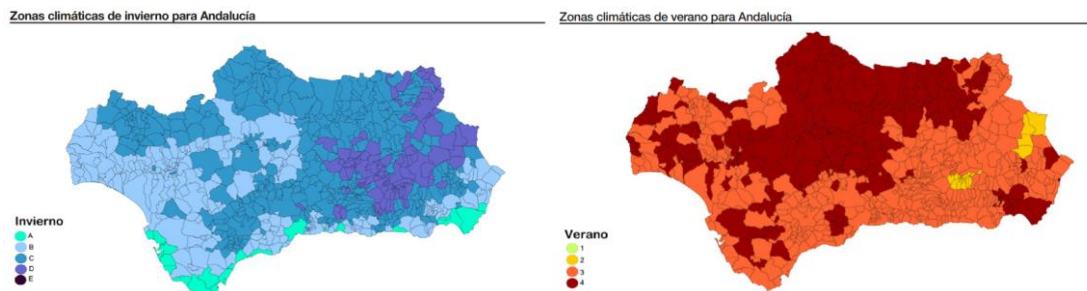 Zonas climáticas de invierno para Andalucía
Invierno
A
B
C
D
E
Zonas climáticas de verano para Andalucía
Verano
1
2
3
4